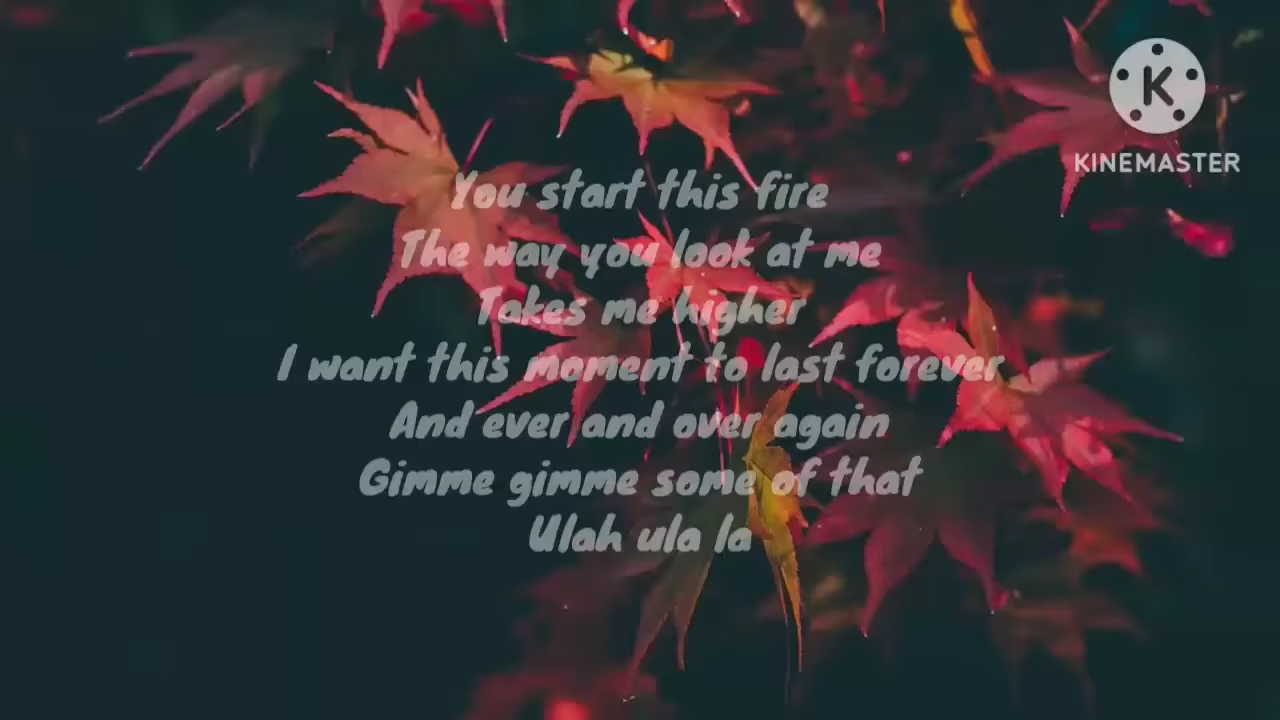 K
KINEMASTER
You start this fire
The way you look at me
Takes me higher
I want this moment to last forever
And ever and over again
Gimme gimme some of that
Ulah ula la